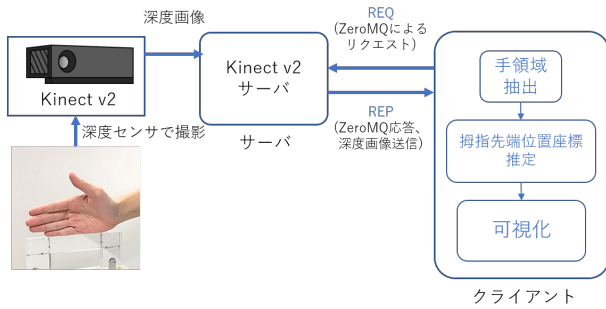 深度画像
Kinect v2
深度センサで撮影
Kinect v2
サーバ
サーバ
REQ
(ZeroMQによる
リクエスト)
REP
(ZeroMQ応答、
深度画像送信)
手領域
抽出
拇指先端位置座標
推定
可視化
クライアント